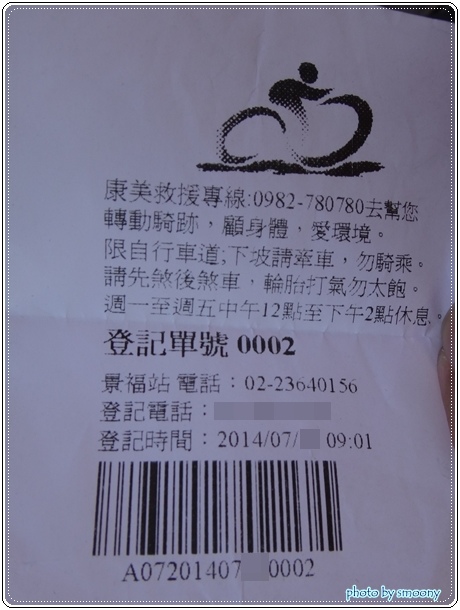 康美救援專線:0982-780780去幫您
轉動騎跡，顧身體，愛環境。
限自行車道;下坡請牽車，勿騎乘。
請先煞後煞車，輪胎打氣勿太飽。
週一至週五中午12點至下午2點休息。
登記單號 0002
景福站 電話：02-23640156
登記電話：
登記時間：2014/07/ 09:01
A07201407 0002
photo by smoony